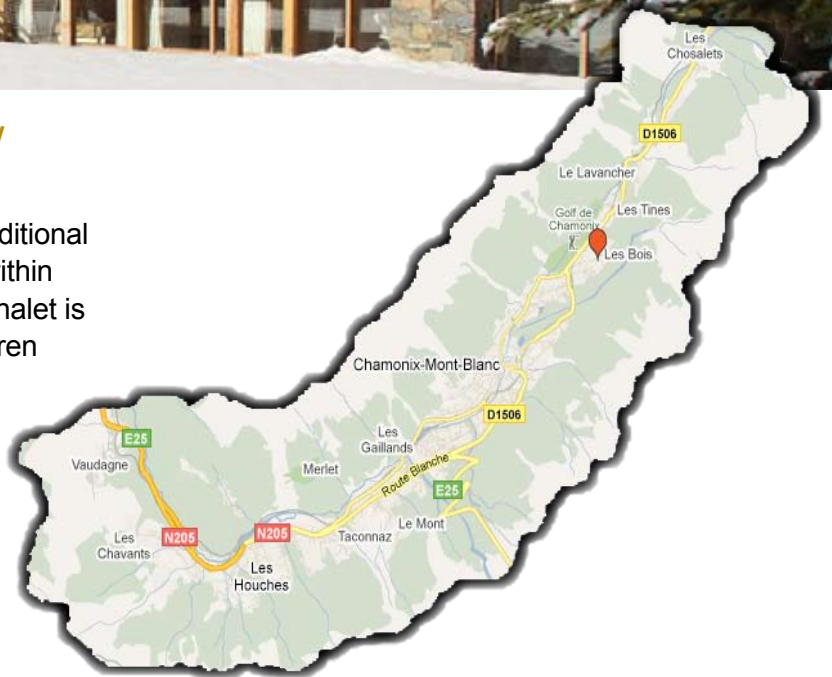 ditional
ithin
halet is
ren
Les
Chosalets
D1506
Le Lavancher
Golf de
Chamonix
Les Tines
Les Bois
Chamonix-Mont-Blanc
D1506
Les
Gaillands
Route Blanche
E25
Merlet
E25
Vaudagne
Le Mont
Taconnaz
N205
N205
Les
Chavants
Les
Houches